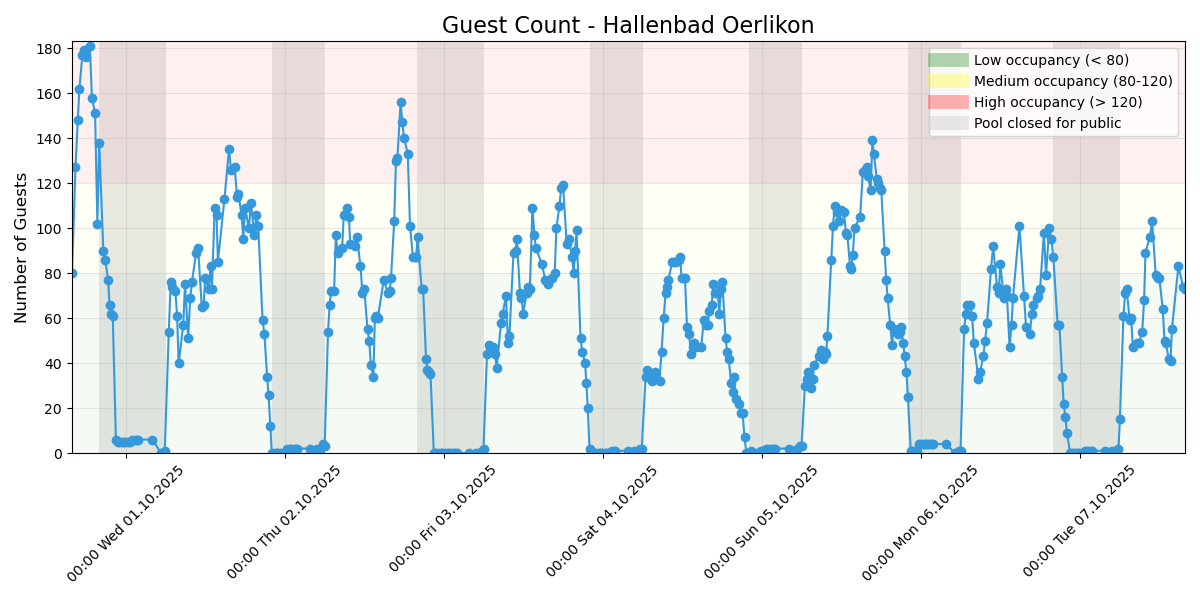 Guest Count - Hallenbad Oerlikon
Number of Guests
180
160
140
120
100
80
60
40
20
0
Low occupancy (< 80)
Medium occupancy (80-120)
High occupancy (> 120)
Pool closed for public
00:00 Wed 01.10.2025
00:00 Thu 02.10.2025
00:00 Fri 03.10.2025
00:00 Sat 04.10.2025
00:00 Sun 05.10.2025
00:00 Mon 06.10.2025
00:00 Tue 07.10.2025